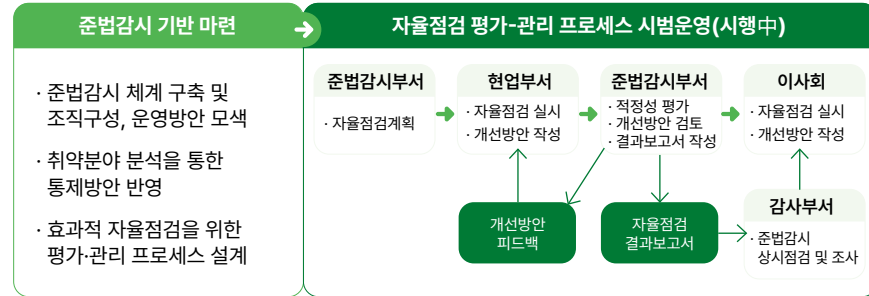 준법감시 기반 마련
· 준법감시 체계 구축 및
조직구성, 운영방안 모색
· 취약분야 분석을 통한
통제방안 반영
· 효과적 자율점검을 위한
평가·관리 프로세스 설계
자율점검 평가-관리 프로세스 시범운영(시행中)
준법감시부서
· 자율점검계획
현업부서
· 자율점검 실시
· 개선방안 작성
준법감시부서
· 적정성 평가
· 개선방안 검토
· 결과보고서 작성
이사회
· 자율점검 실시
· 개선방안 작성
개선방안
피드백
자율점검
결과보고서
감사부서
· 준법감시
상시점검 및 조사